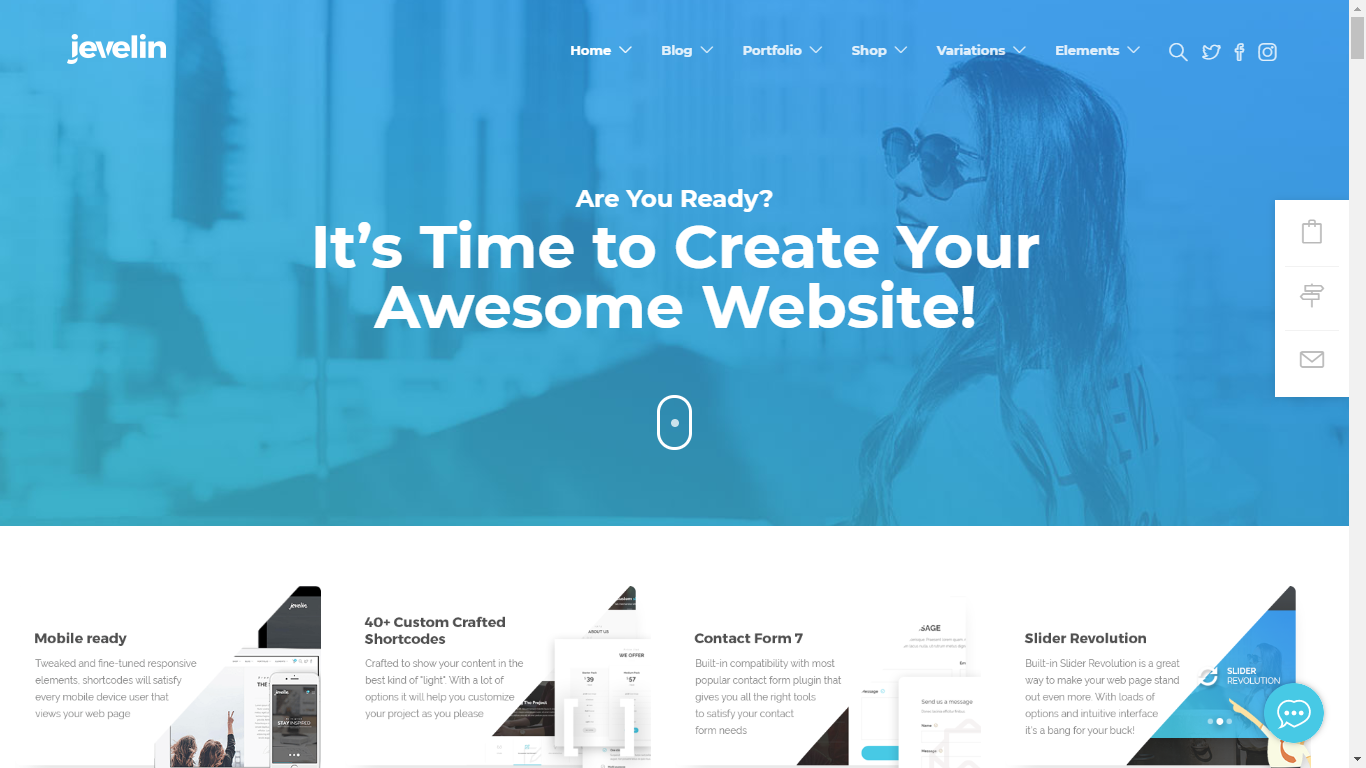 jevelin
Home Blog Portfolio Shop Variations Elements
Are You Ready?
It's Time to Create Your
Awesome Website!
Mobile ready
Tweaked and fine-tuned responsive
elements, shortcodes will satisfy
every mobile device user that
views your web page
jevelin
jevelin
STAY INSPIRED
40+ Custom Crafted
Shortcodes
Crafted to show your content in the
best kind of "light". With a lot of
options it will help you customize
your project as you please
ABOUT US
WE OFFER
39
57
The Project
Contact Form 7
Built-in compatibility with most
popular contact form plugin that
gives you all the right tools
to satisfy your contact
form needs
SAGE
Message
Send us a message
Name
Message
Slider Revolution
Built-in Slider Revolution is a great
way to make your web page stand
out even more. With loads of
options and intuitive interface
it's a bang for your buck!
SLIDER
REVOLUTION